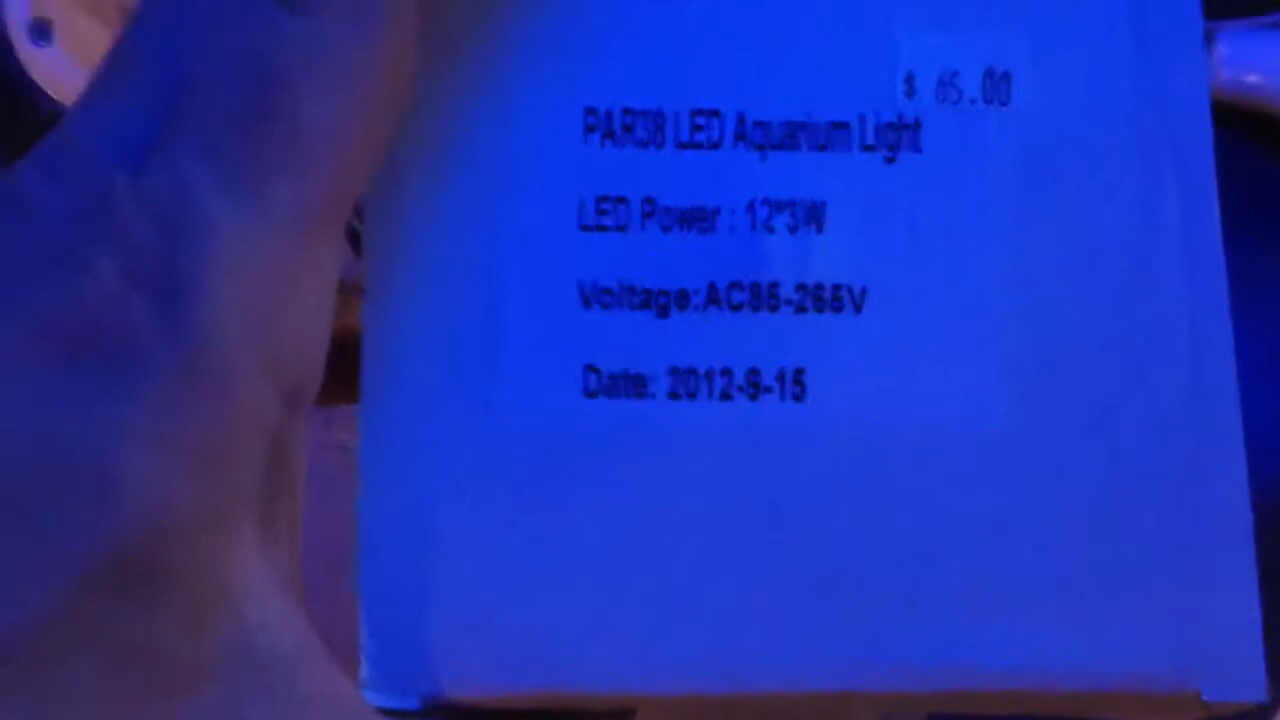 $ 65.00
PAR38 LED Aquarium Light
LED Power : 12*3W
Voltage:AC85-265V
Date: 2012-9-15